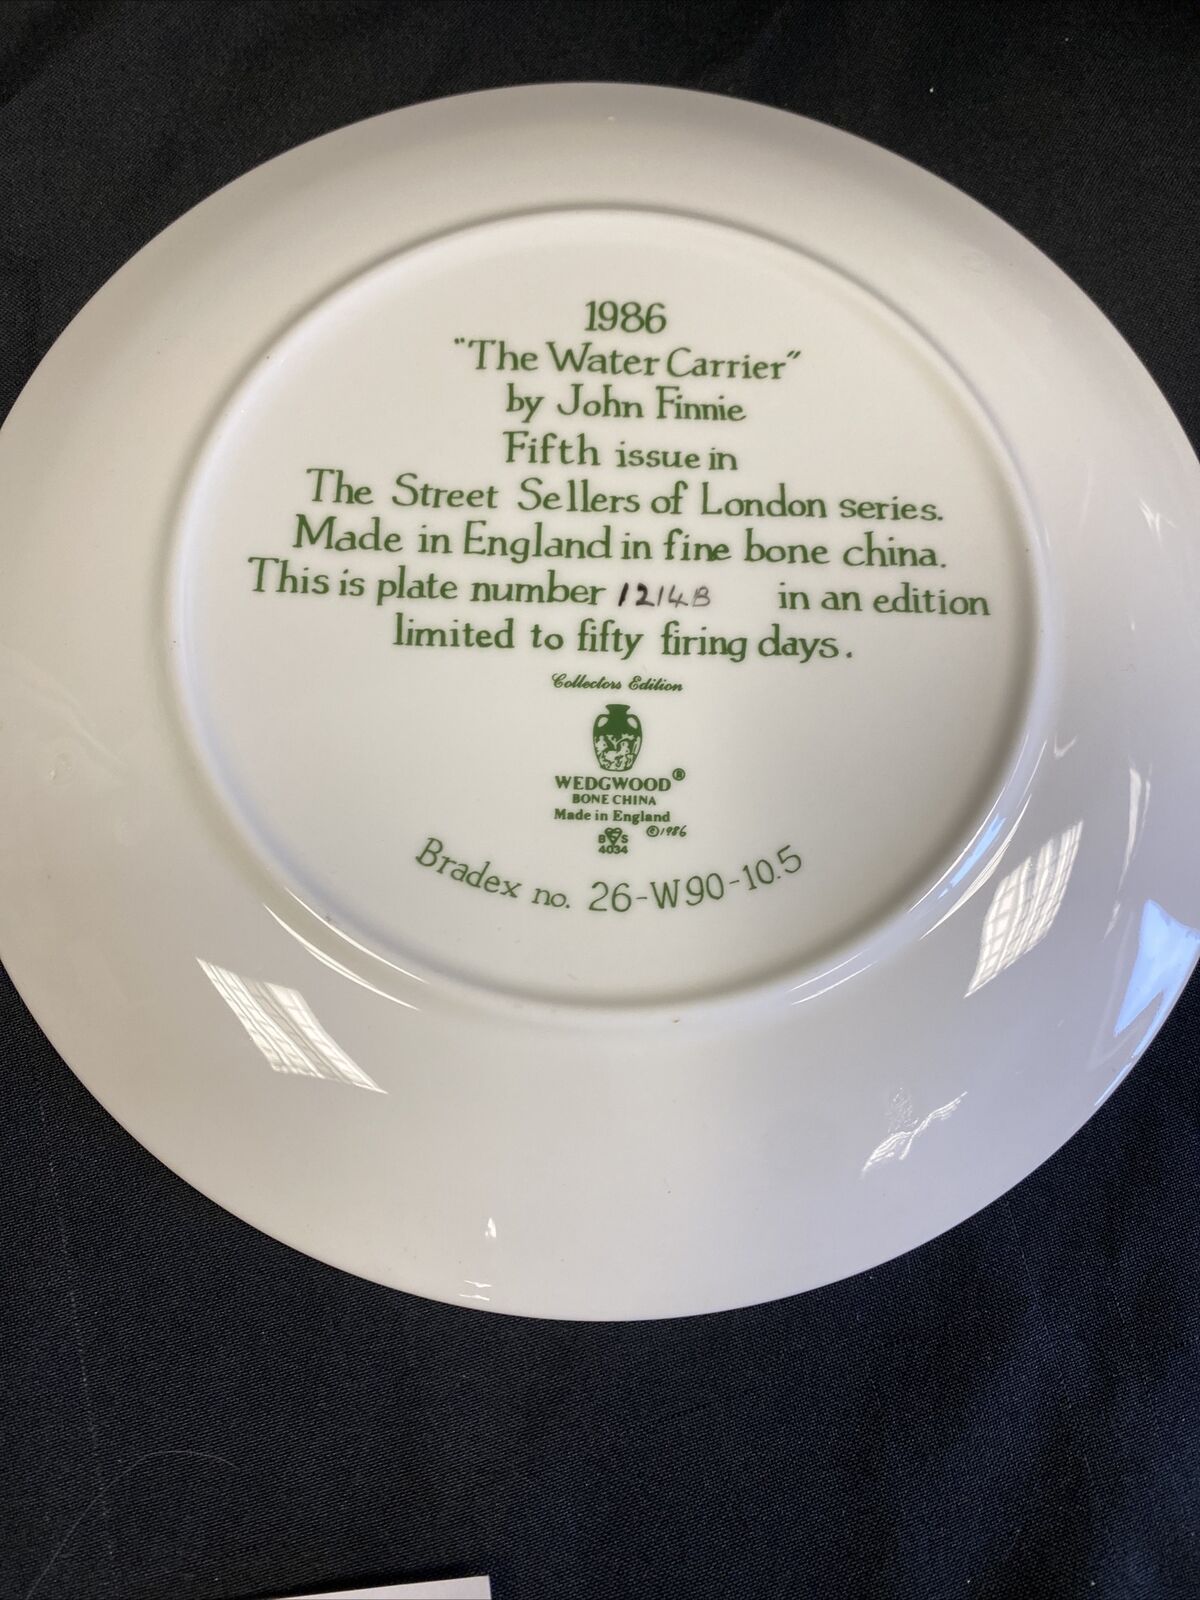 1986
"The Water Carrier"
by John Finnie
Fifth issue in
The Street Sellers of London series.
Made in England in fine bone china.
This is plate number 1214B in an edition
limited to fifty firing days.
Collectors Edition
WEDGWOOD®
BONE CHINA
Made in England
©1986
B S
4034
Bradex no. 26-W90-10.5